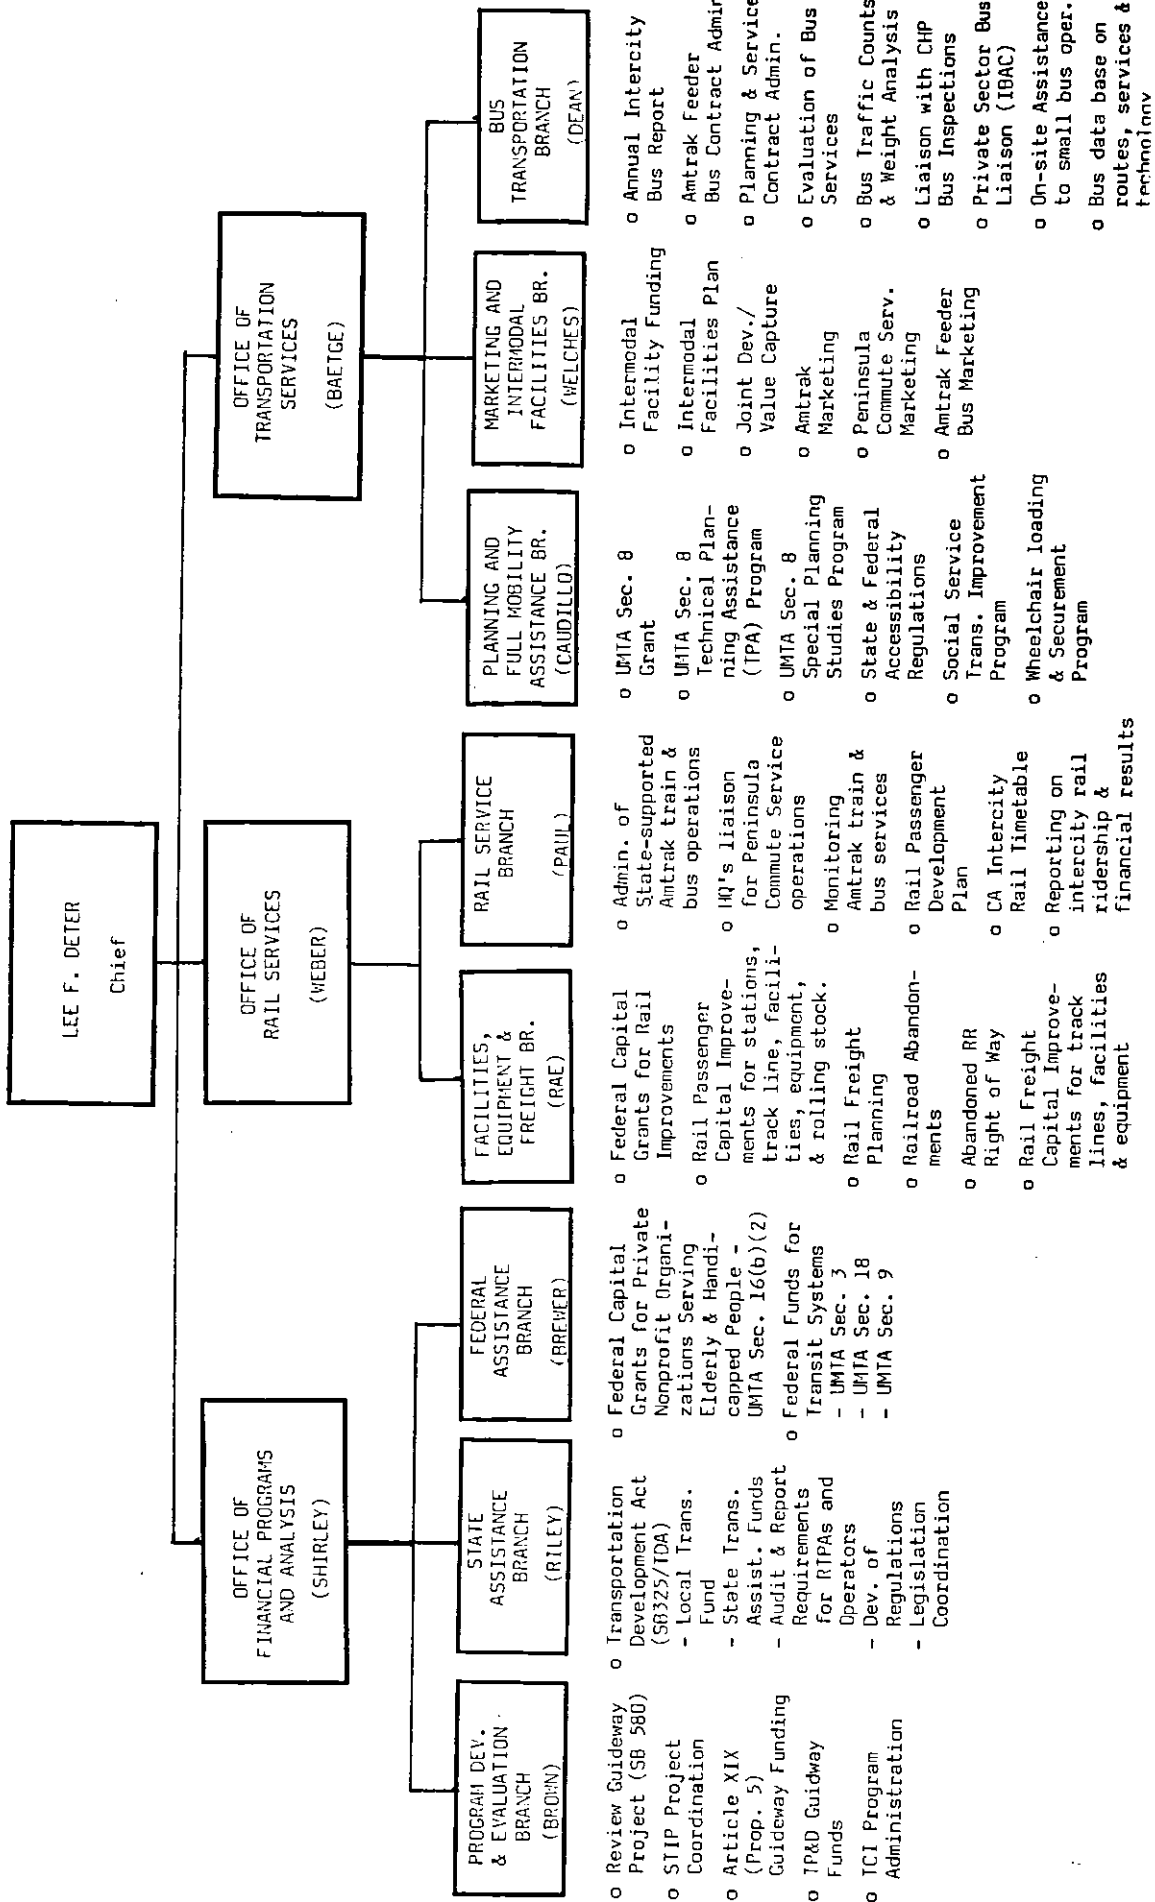 LEE F. DETER
Chief
OFFICE OF
FINANCIAL PROGRAMS
AND ANALYSIS
(SHIRLEY)
OFFICE OF
RAIL SERVICES
(WEBER)
OFFICE OF
TRANSPORTATION
SERVICES
(BAETGE)
PROGRAM DEV.
& EVALUATION
BRANCH
(BROWN)
STATE
ASSISTANCE
BRANCH
(RILEY)
FEDERAL
ASSISTANCE
BRANCH
(BREWER)
FACILITIES,
EQUIPMENT &
FREIGHT BR.
(RAE)
RAIL SERVICE
BRANCH
(PAUL)
PLANNING AND
FULL MOBILITY
ASSISTANCE BR.
(CAUDILLO)
MARKETING AND
INTERMODAL
FACILITIES BR.
(WELCHES)
BUS
TRANSPORTATION
BRANCH
(DEAN)
o Review Guideway
Project (SB 580)
o STIP Project
Coordination
o Article XIX
(Prop. 5)
Guideway Funding
o TP&D Guidway
Funds
o TCI Program
Administration
o Transportation
Development Act
(SB325/TDA)
- Local Trans.
Fund
- State Trans.
Assist. Funds
- Audit & Report
Requirements
for RTPAs and
Operators
- Dev. of
Regulations
- Legislation
Coordination
o Federal Capital
Grants for Private
Nonprofit Organi-
zations Serving
Elderly & Handi-
capped People -
UMTA Sec. 16(b)(2)
o Federal Funds for
Transit Systems
- UMTA Sec. 3
- UMTA Sec. 18
- UMTA Sec. 9
o Federal Capital
Grants for Rail
Improvements
o Rail Passenger
Capital Improve-
ments for stations,
track line, facili-
ties, equipment,
& rolling stock.
o Rail Freight
Planning
o Railroad Abandon-
ments
o Abandoned RR
Right of Way
o Rail Freight
Capital Improve-
ments for track
lines, facilities
& equipment
o Admin. of
State-supported
Amtrak train &
bus operations
o HQ's liaison
for Peninsula
Commute Service
operations
o Monitoring
Amtrak train &
bus services
o Rail Passenger
Development
Plan
o CA Intercity
Rail Timetable
o Reporting on
intercity rail
ridership &
financial results
o UMTA Sec. 8
Grant
o UMTA Sec. 8
Technical Plan-
ning Assistance
(TPA) Program
o UMTA Sec. 8
Special Planning
Studies Program
o State & Federal
Accessibility
Regulations
o Social Service
Trans. Improvement
Program
o Wheelchair loading
& Securement
Program
o Intermodal
Facility Funding
o Intermodal
Facilities Plan
o Joint Dev./
Value Capture
o Amtrak
Marketing
o Peninsula
Commute Serv.
Marketing
o Amtrak Feeder
Bus Marketing
o Annual Intercity
Bus Report
o Amtrak Feeder
Bus Contract Admin
o Planning & Service
Contract Admin.
o Evaluation of Bus
Services
o Bus Traffic Counts
& Weight Analysis
o Liaison with CHP
Bus Inspections
o Private Sector Bus
Liaison (IBAC)
o On-site Assistance
to small bus oper.
o Bus data base on
routes, services &
technology